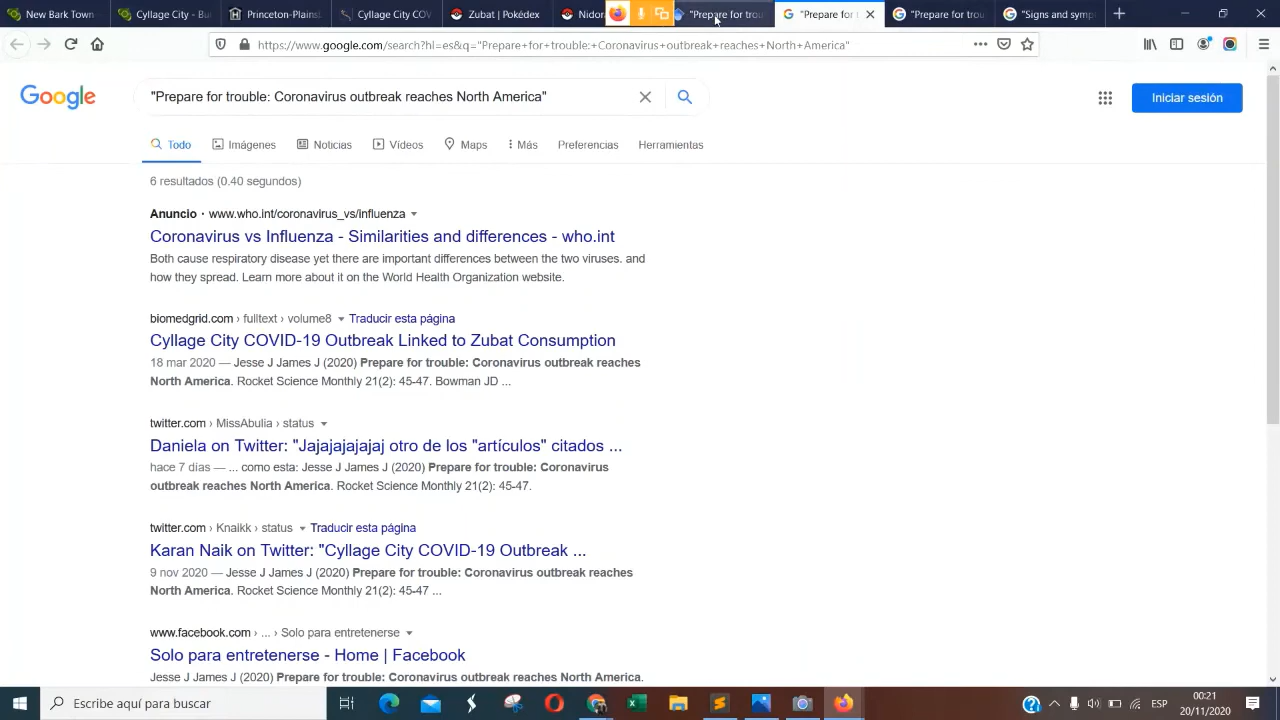 New Bark Town
Cyllage City - Bu
Princeton-Plains
Cyllage City COV
Zubat | Pokédex
Nidor
"Prepare for trou
"Prepare for
"Prepare for trou
"Signs and symp
https://www.google.com/search?hl=es&q="Prepare+for+trouble:+Coronavirus+outbreak+reaches+North+America"
Google
"Prepare for trouble: Coronavirus outbreak reaches North America"
Iniciar sesión
Todo
Imágenes
Noticias
Vídeos
Maps
Más
Preferencias
Herramientas
6 resultados (0.40 segundos)
Anuncio · www.who.int/coronavirus_vs/influenza
Coronavirus vs Influenza - Similarities and differences - who.int
Both cause respiratory disease yet there are important differences between the two viruses. and
how they spread. Learn more about it on the World Health Organization website.
biomedgrid.com › fulltext › volume8 Traducir esta página
Cyllage City COVID-19 Outbreak Linked to Zubat Consumption
18 mar 2020 — Jesse J James J (2020) Prepare for trouble: Coronavirus outbreak reaches
North America. Rocket Science Monthly 21(2): 45-47. Bowman JD ...
twitter.com › MissAbulia › status
Daniela on Twitter: "Jajajajajajaj otro de los "artículos" citados ...
hace 7 días — ... como esta: Jesse J James J (2020) Prepare for trouble: Coronavirus
outbreak reaches North America. Rocket Science Monthly 21(2): 45-47.
twitter.com › Knaikk › status Traducir esta página
Karan Naik on Twitter: "Cyllage City COVID-19 Outbreak ...
9 nov 2020 — Jesse J James J (2020) Prepare for trouble: Coronavirus outbreak reaches
North America. Rocket Science Monthly 21(2): 45-47 ...
www.facebook.com › ... › Solo para entretenerse
Solo para entretenerse - Home | Facebook
Jesse J James J (2020) Prepare for trouble: Coronavirus outbreak reaches North America.
Escribe aquí para buscar
ESP
00:21
20/11/2020